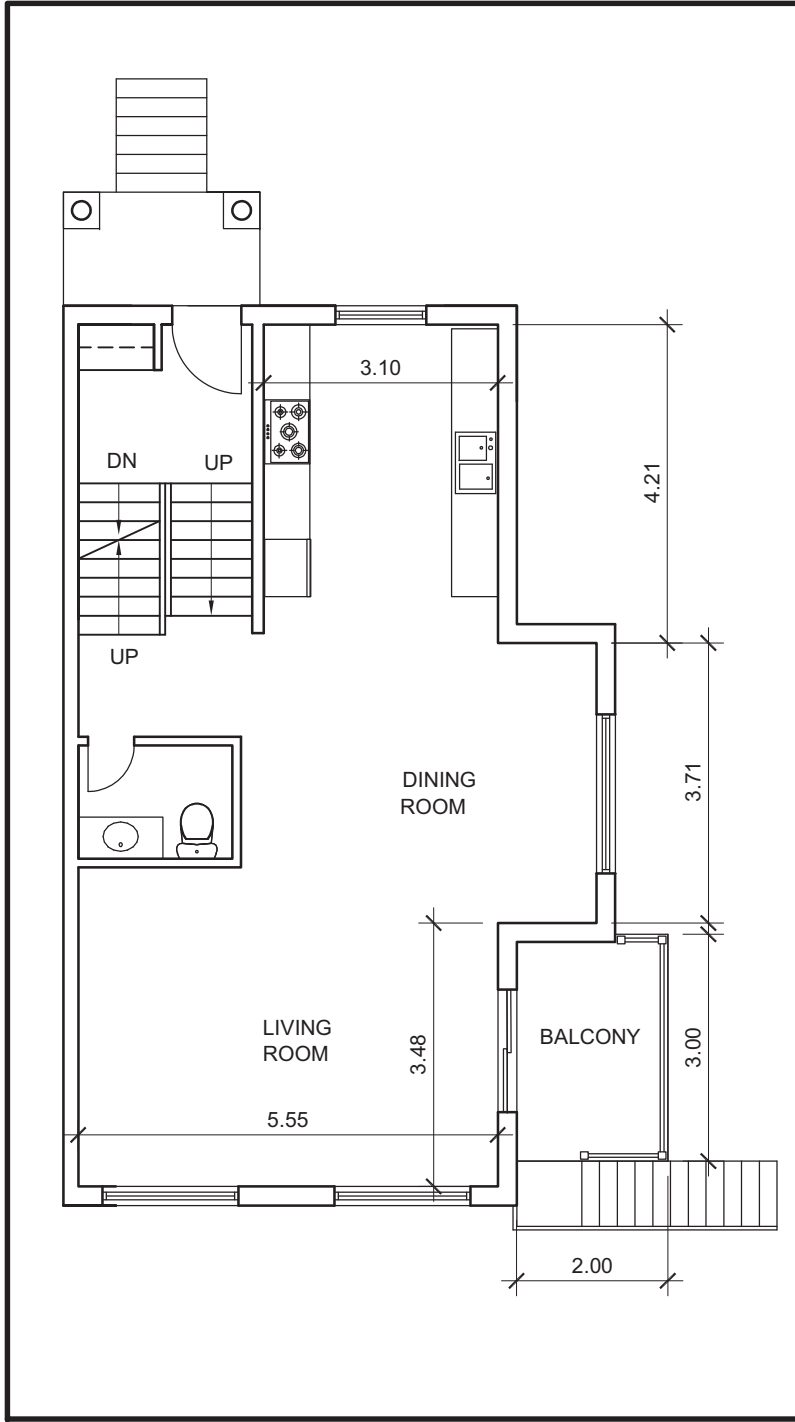 3.10
DN
UP
4.21
UP
DINING
ROOM
3.71
LIVING
ROOM
3.48
BALCONY
3.00
5.55
2.00